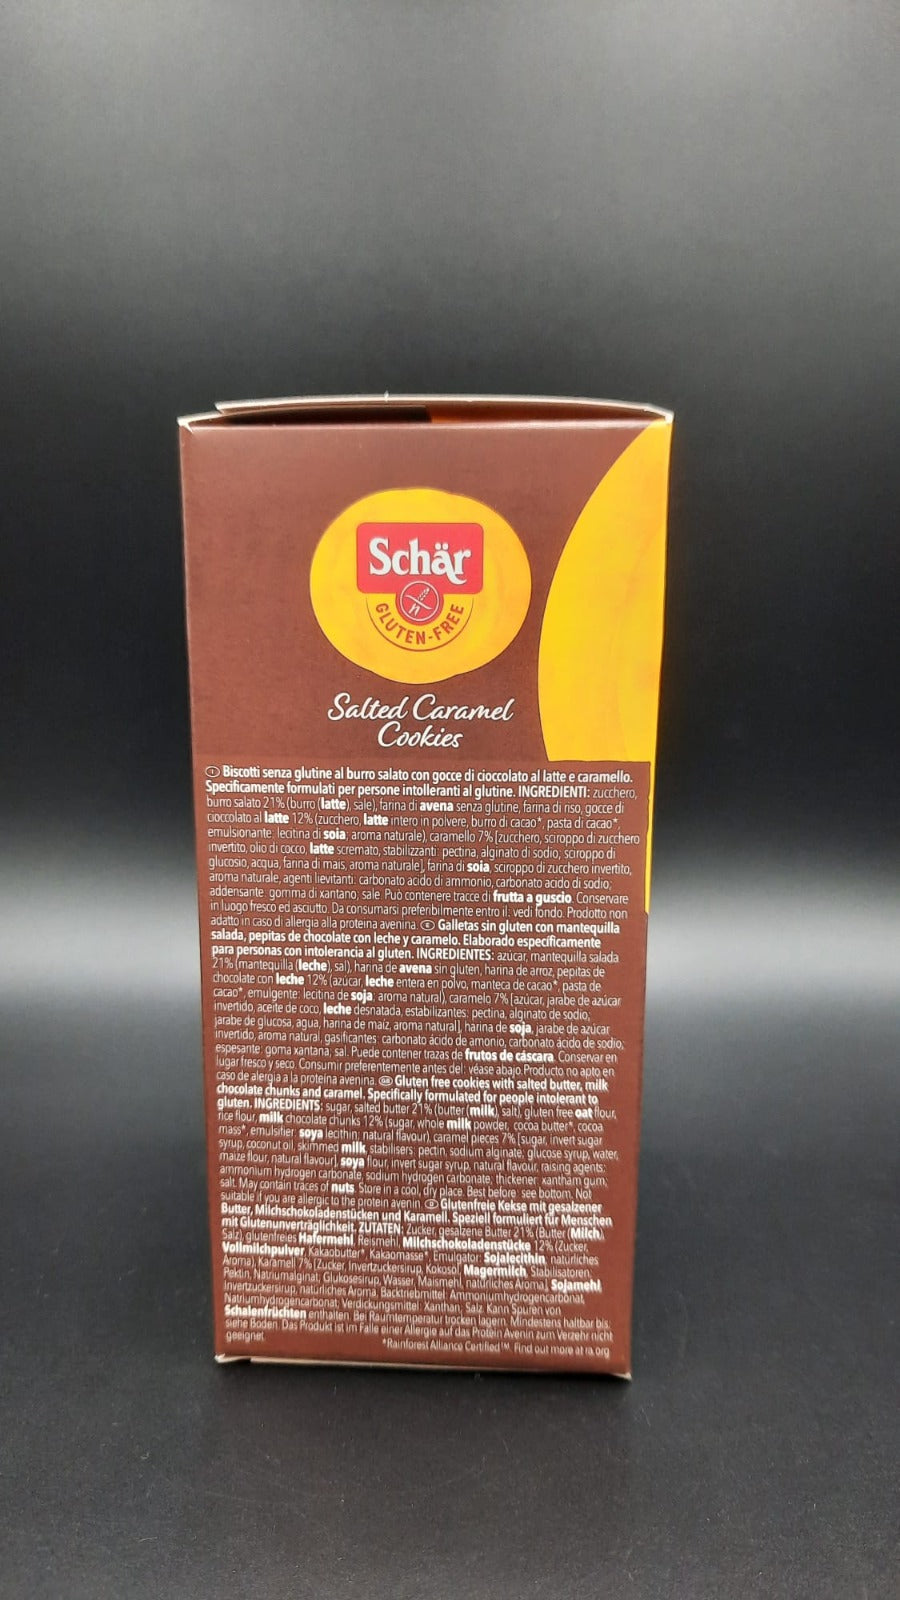 Schär
GLUTEN-FREE
Salted Caramel
Cookies
I Biscotti senza glutine al burro salato con gocce di cioccolato al latte e caramello.
Specificamente formulati per persone intolleranti al glutine. INGREDIENTI: zucchero,
burro salato 21% (burro (latte), sale), farina di avena senza glutine, farina di riso, gocce di
cioccolato al latte 12% (zucchero, latte intero in polvere, burro di cacao*, pasta di cacao*,
emulsionante: lecitina di soia; aroma naturale), caramello 7% [zucchero, sciroppo di zucchero
invertito, olio di cocco, latte scremato, stabilizzanti: pectina, alginato di sodio; sciroppo di
glucosio, acqua, farina di mais, aroma naturale], farina di soia, sciroppo di zucchero invertito,
aroma naturale, agenti lievitanti: carbonato acido di ammonio, carbonato acido di sodio;
addensante: gomma di xantano; sale. Può contenere tracce di frutta a guscio. Conservare
in luogo fresco ed asciutto. Da consumarsi preferibilmente entro il: vedi fondo. Prodotto non
adatto in caso di allergia alla proteina avenina. E Galletas sin gluten con mantequilla
salada, pepitas de chocolate con leche y caramelo. Elaborado específicamente
para personas con intolerancia al gluten. INGREDIENTES: azúcar, mantequilla salada
21% (mantequilla (leche), sal), harina de avena sin gluten, harina de arroz, pepitas de
chocolate con leche 12% (azúcar, leche entera en polvo, manteca de cacao*, pasta de
cacao*, emulgente: lecitina de soja; aroma natural), caramelo 7% [azúcar, jarabe de azúcar
invertido, aceite de coco, leche desnatada, estabilizantes: pectina, alginato de sodio;
jarabe de glucosa, agua, harina de maíz, aroma natural], harina de soja, jarabe de azúcar
invertido, aroma natural, gasificantes: carbonato ácido de amonio, carbonato ácido de sodio;
espesante: goma xantana; sal. Puede contener trazas de frutos de cáscara. Conservar en
lugar fresco y seco. Consumir preferentemente antes del: véase abajo. Producto no apto en
caso de alergia a la proteína avenina. GB Gluten free cookies with salted butter, milk
chocolate chunks and caramel. Specifically formulated for people intolerant to
gluten. INGREDIENTS: sugar, salted butter 21% (butter (milk), salt), gluten free oat flour,
rice flour, milk chocolate chunks 12% (sugar, whole milk powder, cocoa butter*, cocoa
mass*, emulsifier: soya lecithin; natural flavour), caramel pieces 7% [sugar, invert sugar
syrup, coconut oil, skimmed milk, stabilisers: pectin, sodium alginate; glucose syrup, water,
maize flour, natural flavour], soya flour, invert sugar syrup, natural flavour, raising agents:
ammonium hydrogen carbonate, sodium hydrogen carbonate; thickener: xantham gum;
salt. May contain traces of nuts. Store in a cool, dry place. Best before: see bottom. Not
suitable if you are allergic to the protein avenin. D Glutenfreie Kekse mit gesalzener
Butter, Milchschokoladenstücken und Karamell. Speziell formuliert für Menschen
mit Glutenunverträglichkeit. ZUTATEN: Zucker, gesalzene Butter 21% (Butter (Milch),
Salz), glutenfreies Hafermehl, Reismehl, Milchschokoladenstücke 12% (Zucker,
Vollmilchpulver, Kakaobutter*, Kakaomasse*, Emulgator: Sojalecithin; natürliches
Aroma), Karamell 7% [Zucker, Invertzuckersirup, Kokosöl, Magermilch, Stabilisatoren:
Pektin, Natriumalginat; Glukosesirup, Wasser, Maismehl, natürliches Aroma], Sojamehl,
Invertzuckersirup, natürliches Aroma, Backtriebmittel: Ammoniumhydrogencarbonat,
Natriumhydrogencarbonat; Verdickungsmittel: Xanthan; Salz. Kann Spuren von
Schalenfrüchten enthalten. Bei Raumtemperatur trocken lagern. Mindestens haltbar bis:
siehe Boden. Das Produkt ist im Falle einer Allergie auf das Protein Avenin zum Verzehr nicht
geeignet.
*Rainforest Alliance Certified™. Find out more at ra.org